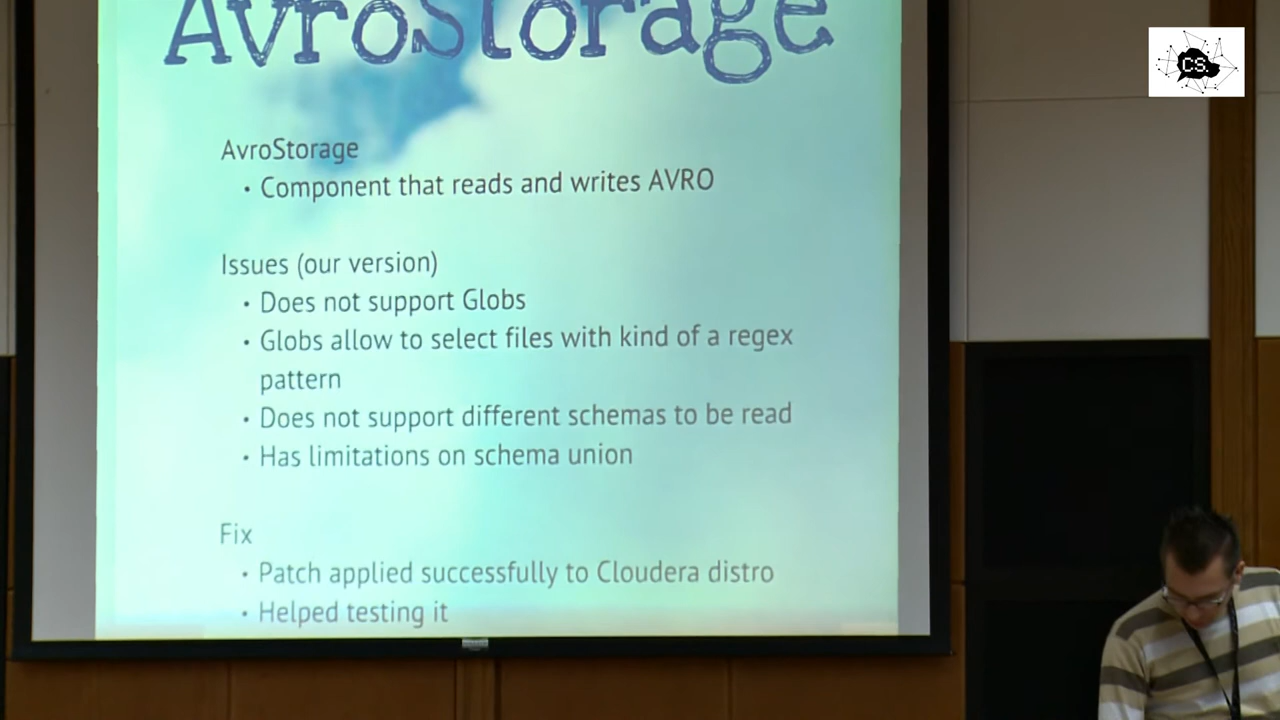 AvroStorage
AvroStorage
• Component that reads and writes AVRO
Issues (our version)
• Does not support Globs
• Globs allow to select files with kind of a regex
pattern
• Does not support different schemas to be read
• Has limitations on schema union
Fix
• Patch applied successfully to Cloudera distro
• Helped testing it
CS.